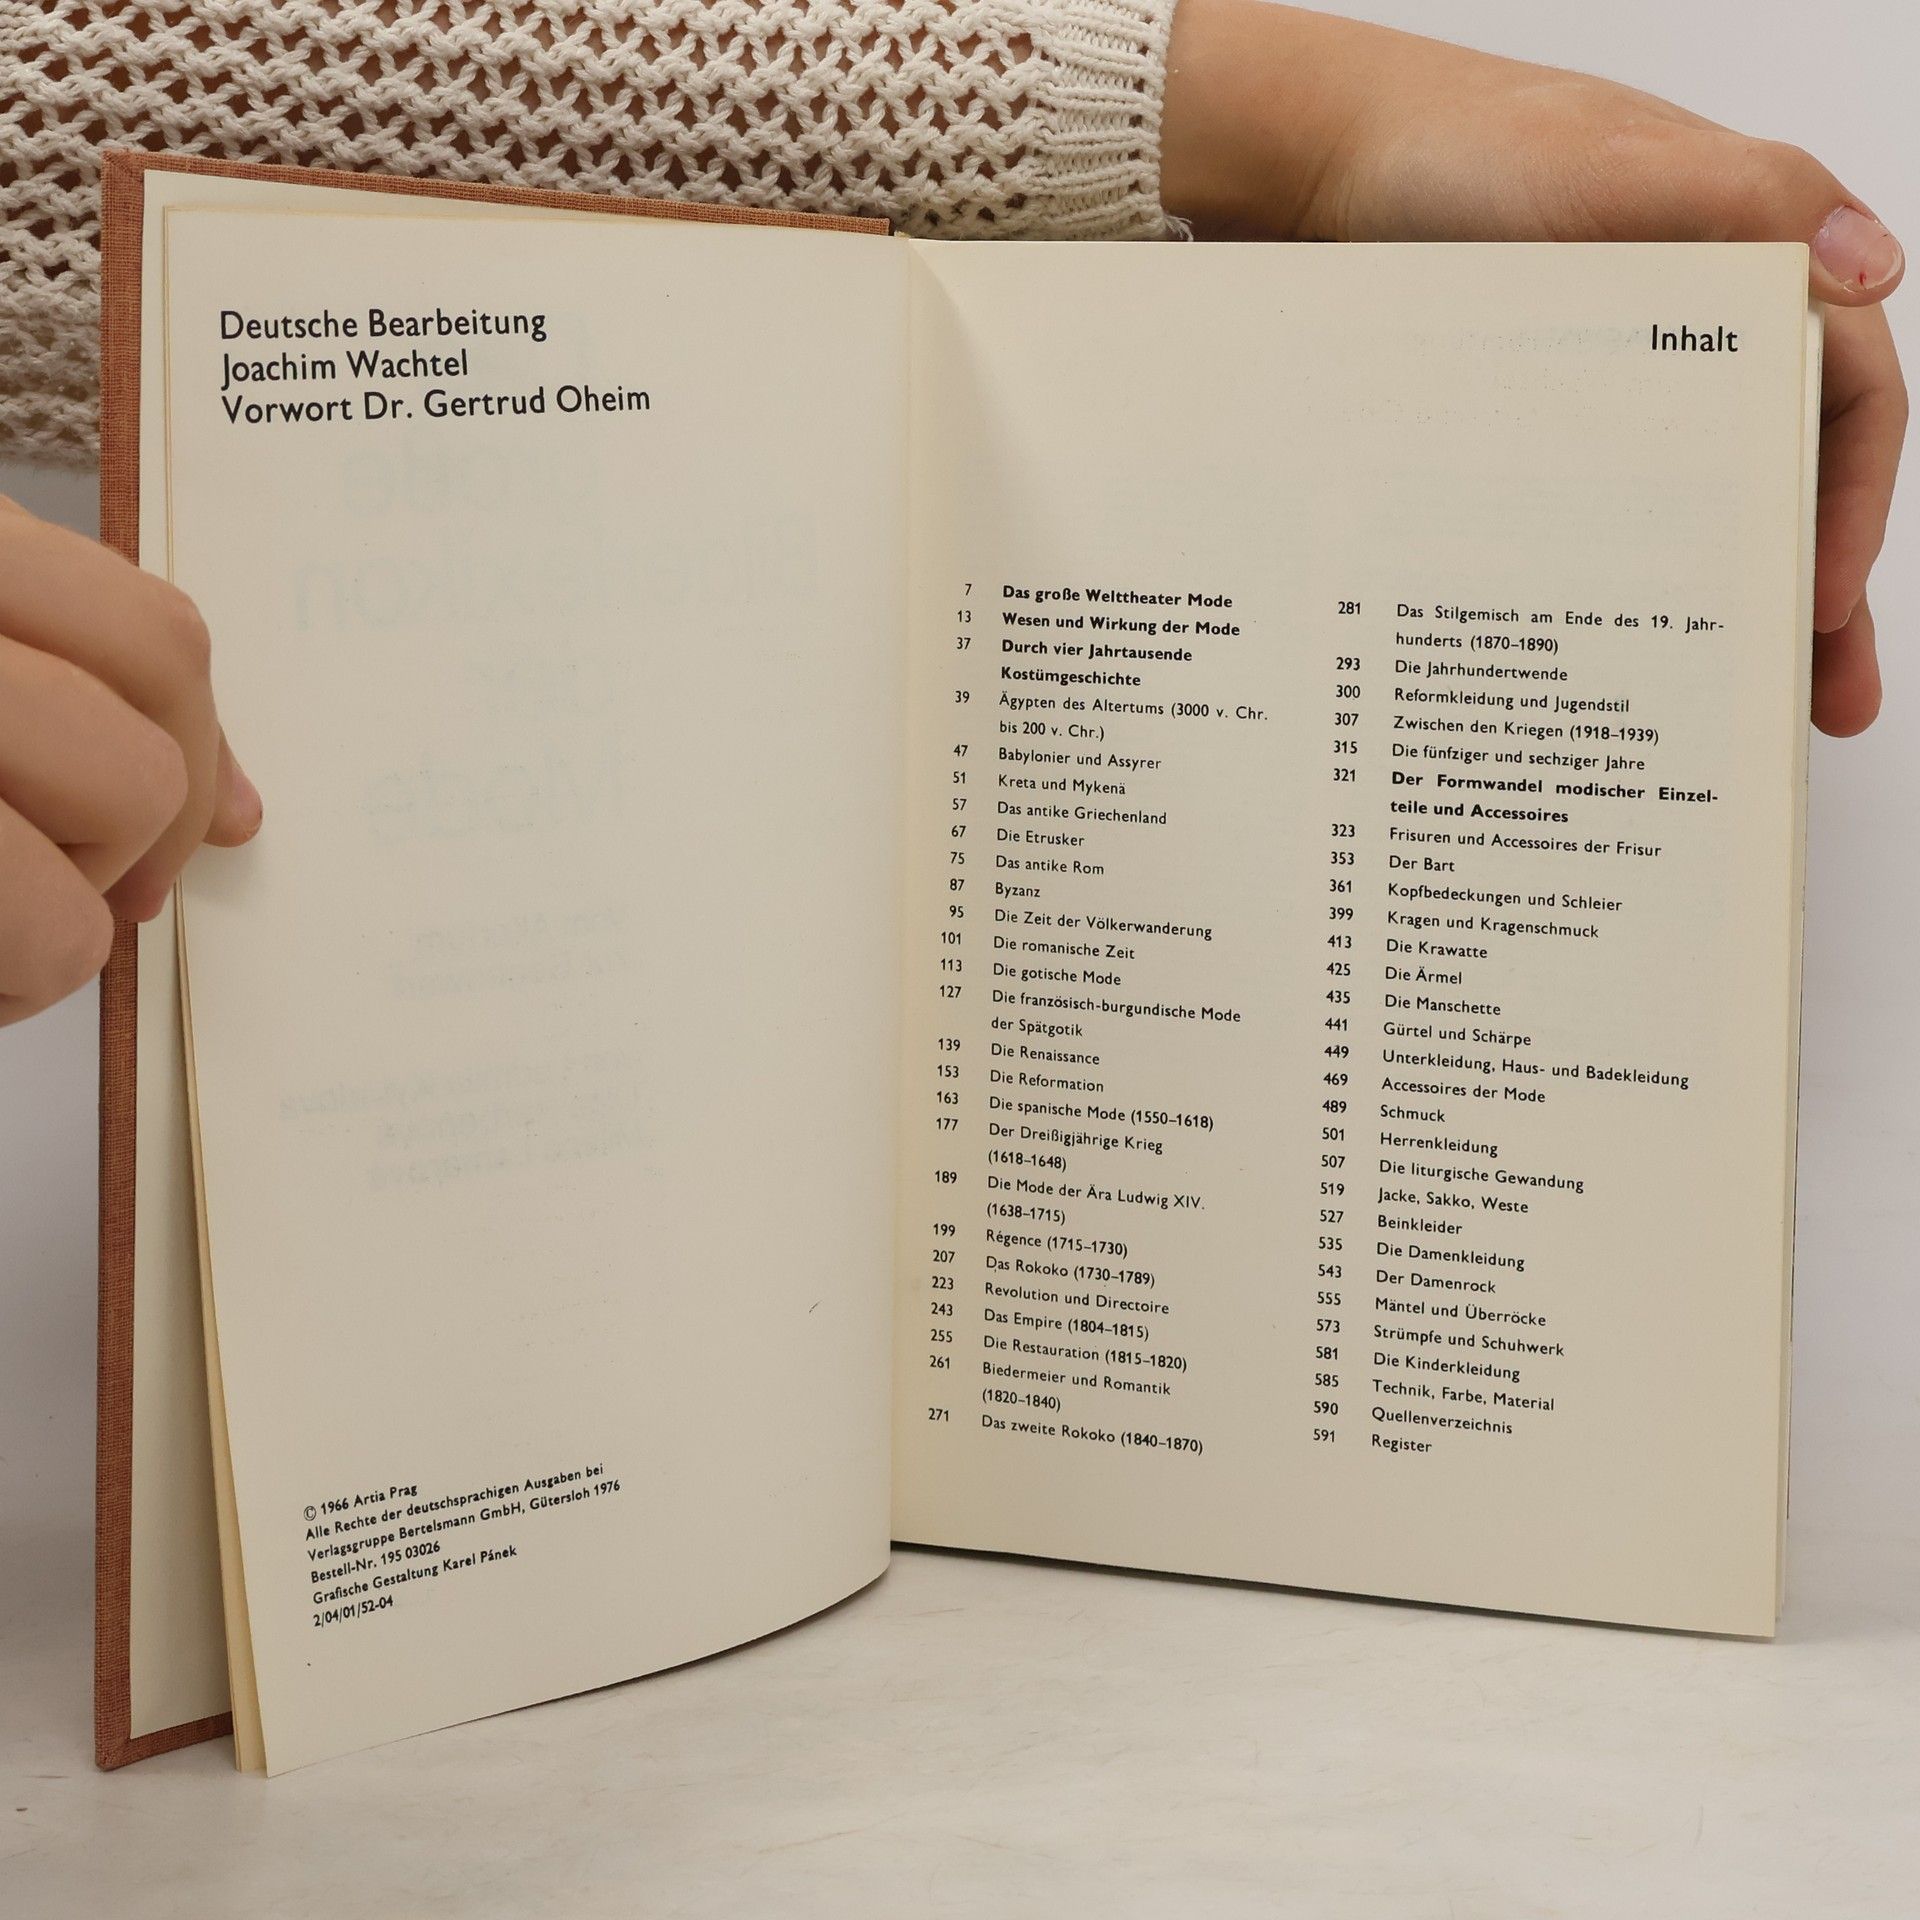 Deutsche Bearbeitung
Joachim Wachtel
Vorwort Dr. Gertrud Oheim
© 1966 Artia Prag
Alle Rechte der deutschsprachigen Ausgaben bei
Verlagsgruppe Bertelsmann GmbH, Gütersloh 1976
Bestell-Nr. 195 03026
Grafische Gestaltung Karel Pánek
2/04/01/52-04
Inhalt
7 Das große Welttheater Mode
13 Wesen und Wirkung der Mode
37 Durch vier Jahrtausende
Kostümgeschichte
39 Ägypten des Altertums (3000 v. Chr.
bis 200 v. Chr.)
47 Babylonier und Assyrer
51 Kreta und Mykenä
57 Das antike Griechenland
67 Die Etrusker
75 Das antike Rom
87 Byzanz
95 Die Zeit der Völkerwanderung
101 Die romanische Zeit
113 Die gotische Mode
127 Die französisch-burgundische Mode
der Spätgotik
139 Die Renaissance
153 Die Reformation
163 Die spanische Mode (1550–1618)
177 Der Dreißigjährige Krieg
(1618–1648)
189 Die Mode der Ära Ludwig XIV.
(1638–1715)
199 Régence (1715–1730)
207 Das Rokoko (1730–1789)
223 Revolution und Directoire
243 Das Empire (1804–1815)
255 Die Restauration (1815–1820)
261 Biedermeier und Romantik
(1820–1840)
271 Das zweite Rokoko (1840–1870)
281 Das Stilgemisch am Ende des 19. Jahr-
hunderts (1870–1890)
293 Die Jahrhundertwende
300 Reformkleidung und Jugendstil
307 Zwischen den Kriegen (1918–1939)
315 Die fünfziger und sechziger Jahre
321 Der Formwandel modischer Einzel-
teile und Accessoires
323 Frisuren und Accessoires der Frisur
353 Der Bart
361 Kopfbedeckungen und Schleier
399 Kragen und Kragenschmuck
413 Die Krawatte
425 Die Ärmel
435 Die Manschette
441 Gürtel und Schärpe
449 Unterkleidung, Haus- und Badekleidung
469 Accessoires der Mode
489 Schmuck
501 Herrenkleidung
507 Die liturgische Gewandung
519 Jacke, Sakko, Weste
527 Beinkleider
535 Die Damenkleidung
543 Der Damenrock
555 Mäntel und Überröcke
573 Strümpfe und Schuhwerk
581 Die Kinderkleidung
585 Technik, Farbe, Material
590 Quellenverzeichnis
591 Register